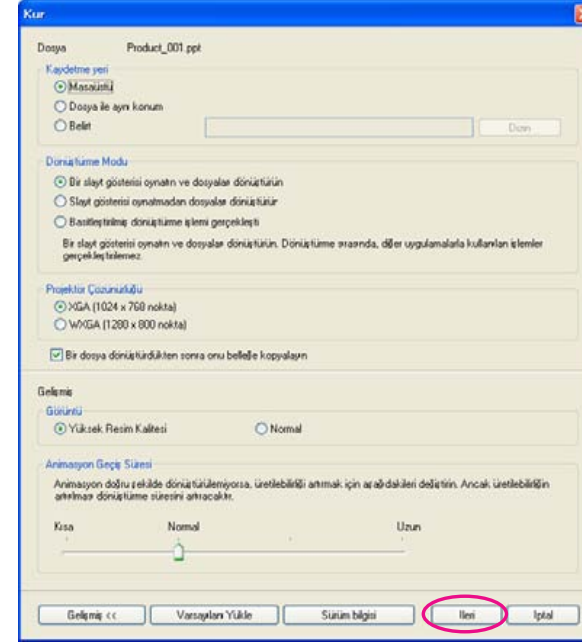 Kur
Dosya Product_001.ppt
Kaydetme yeri
Masaüstü
Dosya ile aynı konum
Belirt
Dizin
Dönüştürme Modu
Bir slayt gösterisi oynatın ve dosyaları dönüştürün
Slayt gösterisi oynatmadan dosyaları dönüştürür
Basitleştirilmiş dönüştürme işlemi gerçekleşti
Bir slayt gösterisi oynatın ve dosyaları dönüştürün. Dönüştürme sırasında, diğer uygulamalarla kullanılan işlemler
gerçekleştirilemez.
Projektör Çözünürlüğü
XGA (1024 x 768 nokta)
WXGA (1280 x 800 nokta)
Bir dosya dönüştürdükten sonra onu belleğe kopyalayın
Gelişmiş
Görüntü
Yüksek Resim Kalitesi Normal
Animasyon Geçiş Süresi
Animasyon doğru şekilde dönüştürülemiyorsa, üretilebilirliği artırmak için aşağıdakileri değiştirin. Ancak üretilebilirliğin
artırılması dönüştürme süresini artıracaktır.
Kısa Normal Uzun
Gelişmiş << Varsayılanı Yükle Sürüm bilgisi İleri İptal